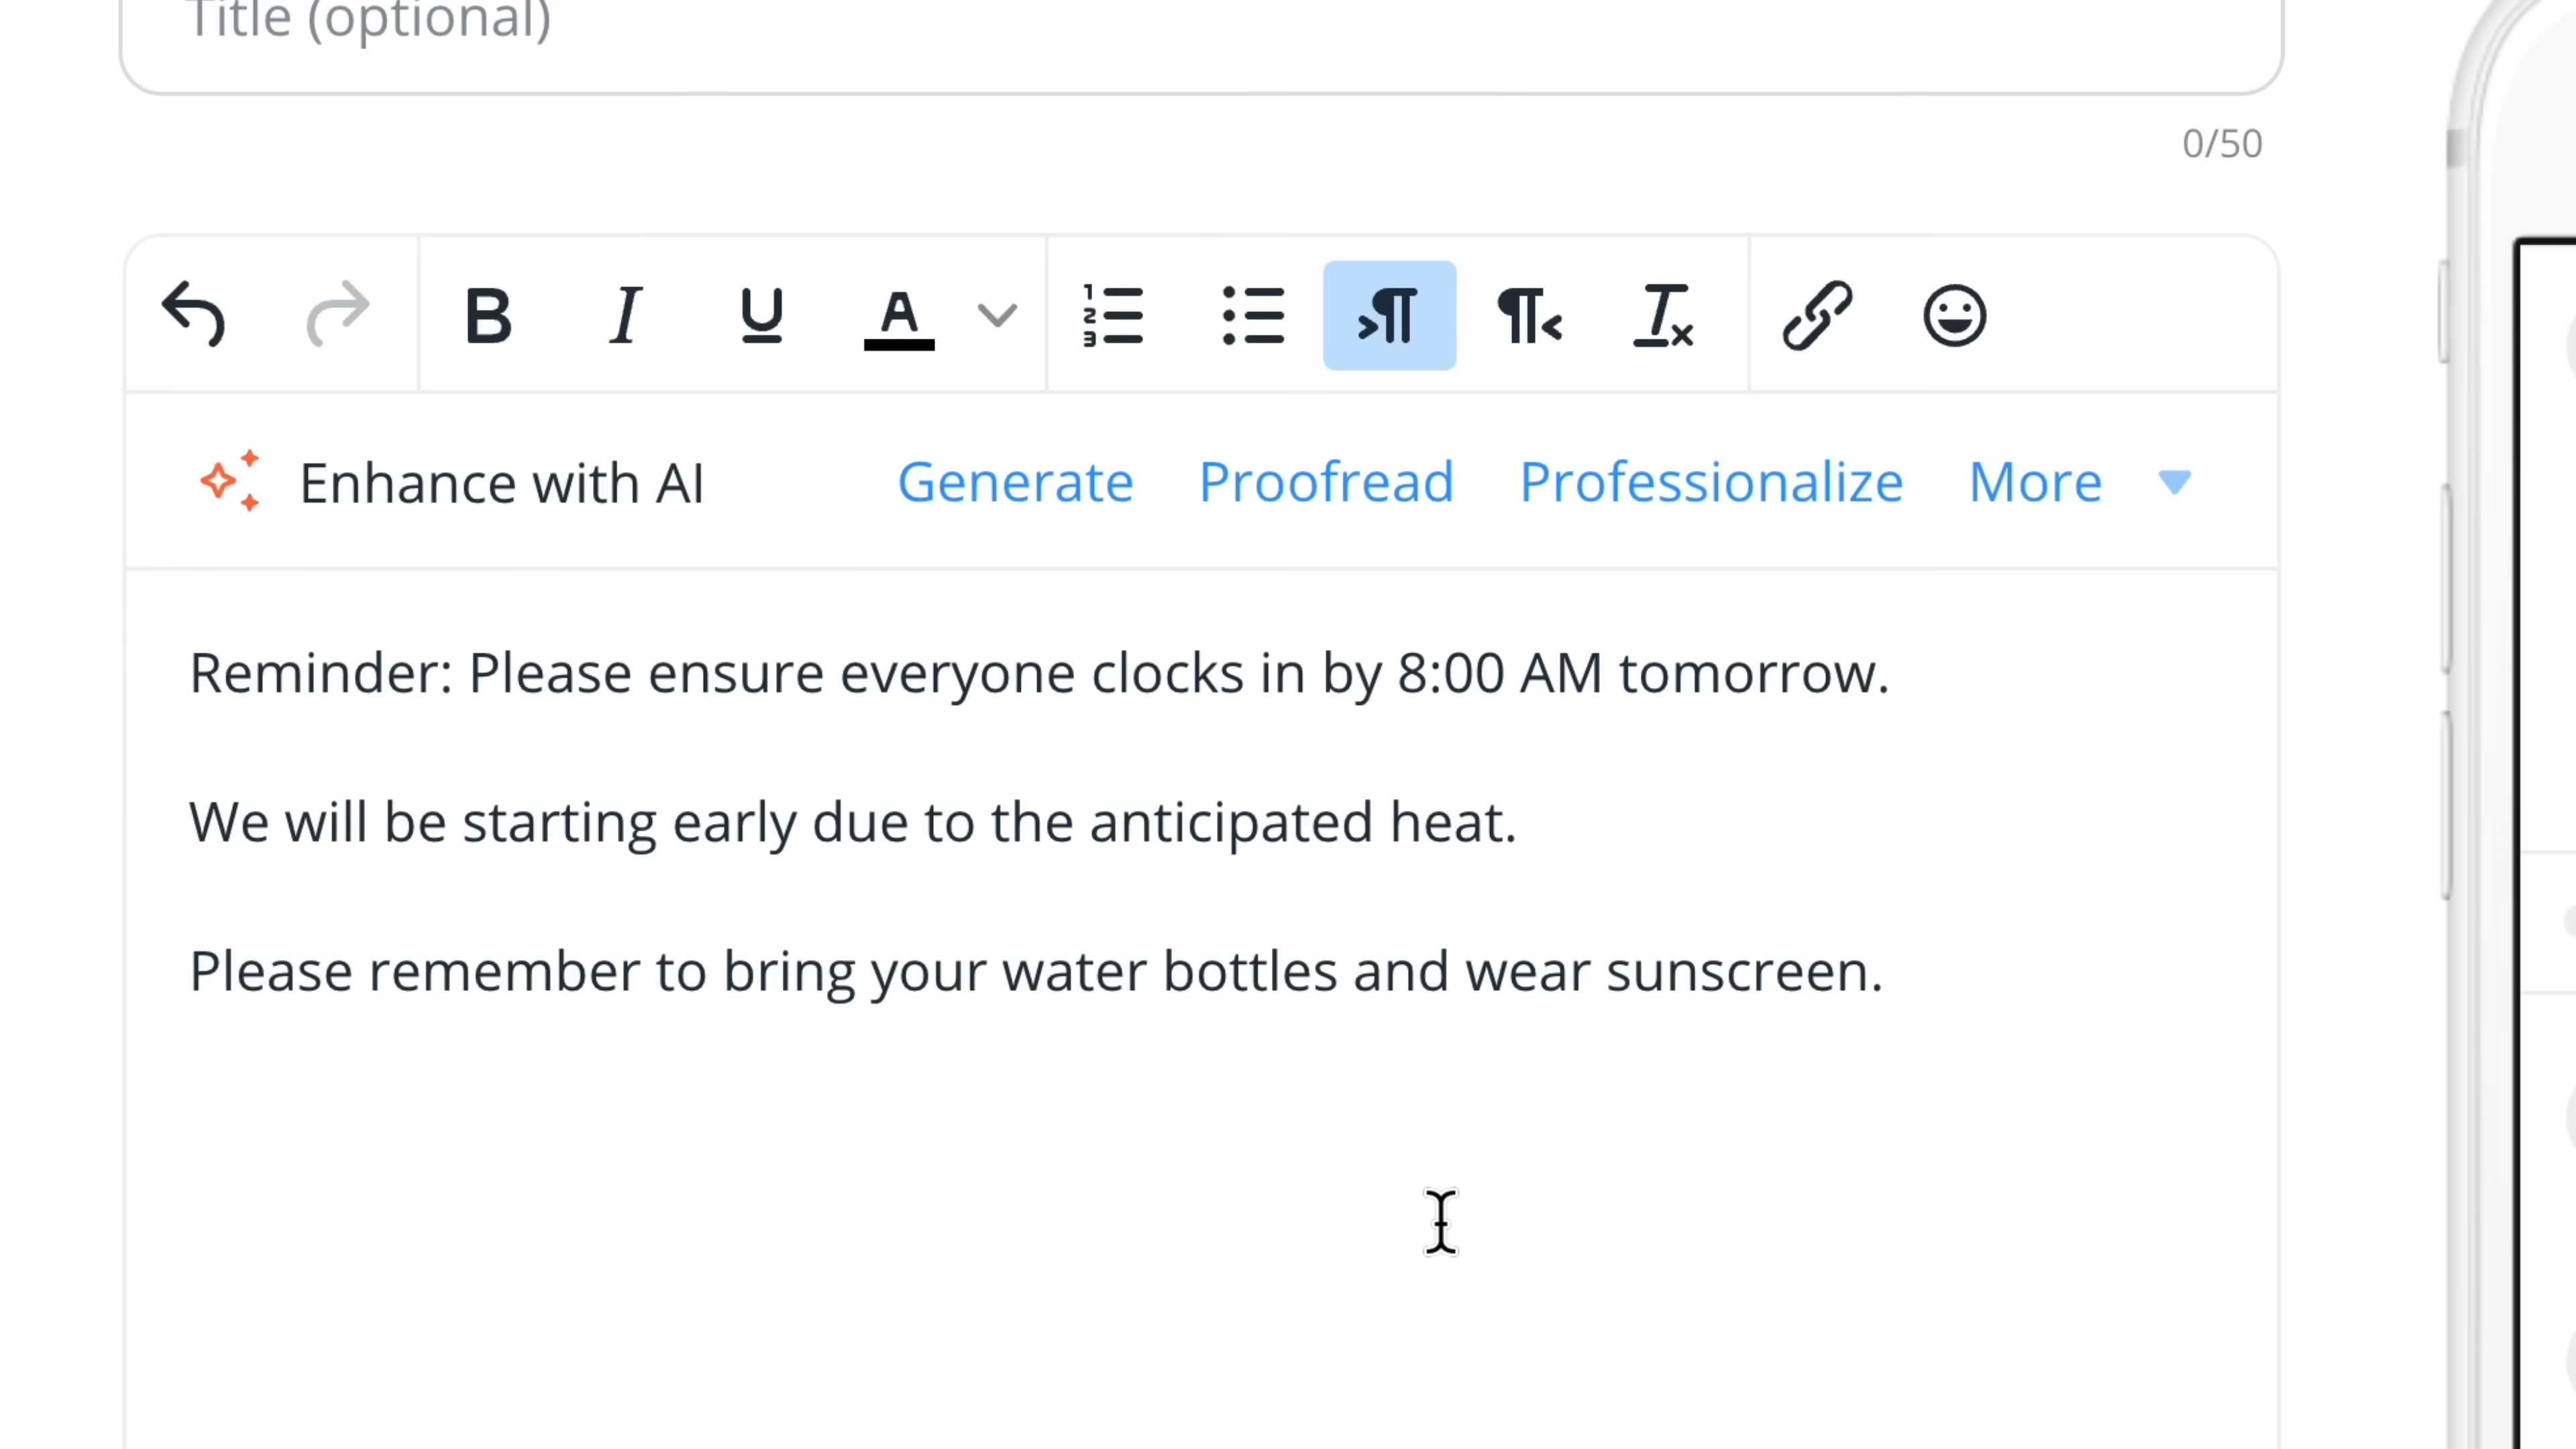 Title (optional)
0/50
B I U A
Enhance with AI Generate Proofread Professionalize More
Reminder: Please ensure everyone clocks in by 8:00 AM tomorrow.
We will be starting early due to the anticipated heat.
Please remember to bring your water bottles and wear sunscreen.